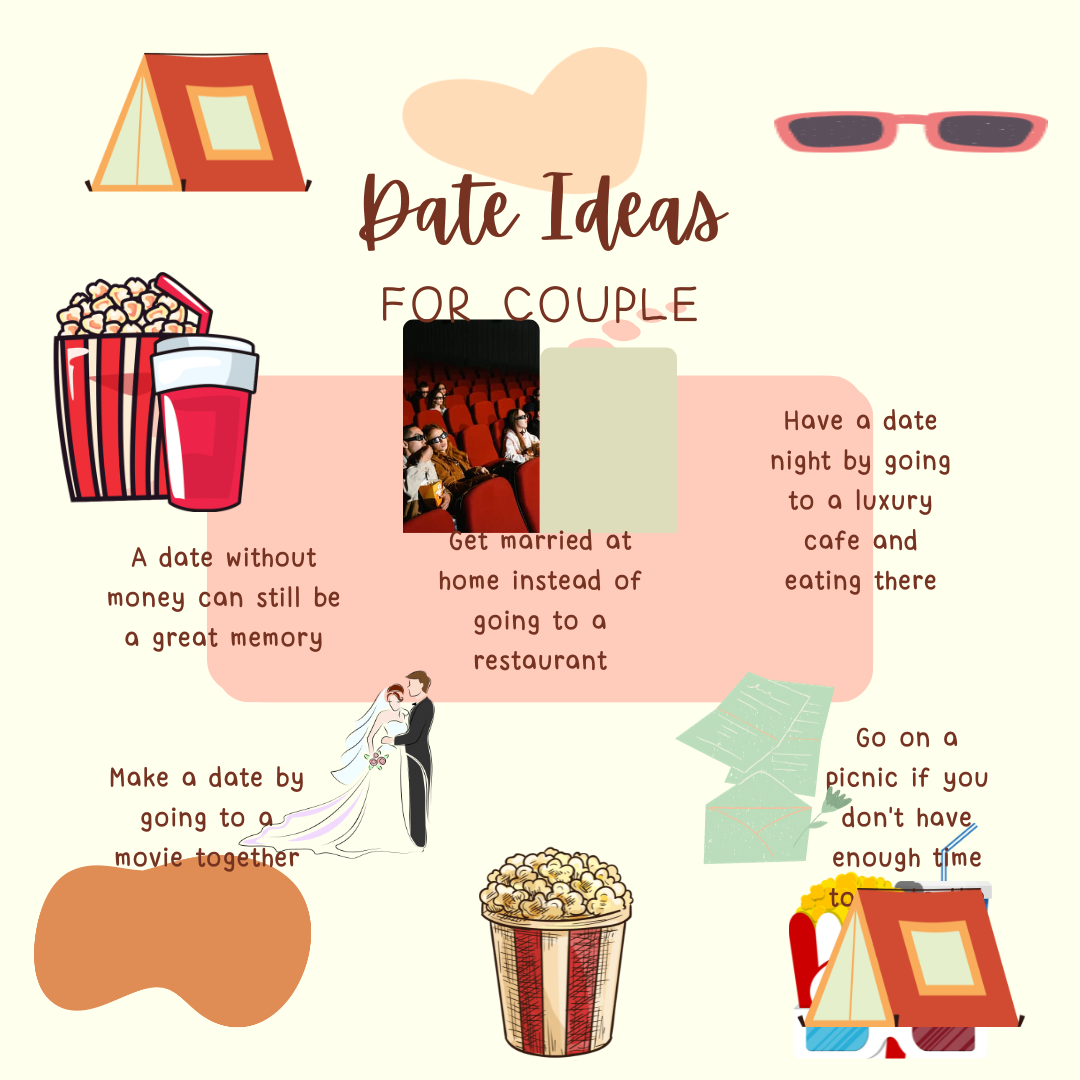 Date Ideas
FOR COUPLE
A date without
money can still be
a great memory
Get married at
home instead of
going to a
restaurant
Have a date
night by going
to a luxury
cafe and
eating there
Make a date by
going to a
movie together
Go on a
picnic if you
don't have
enough time
to